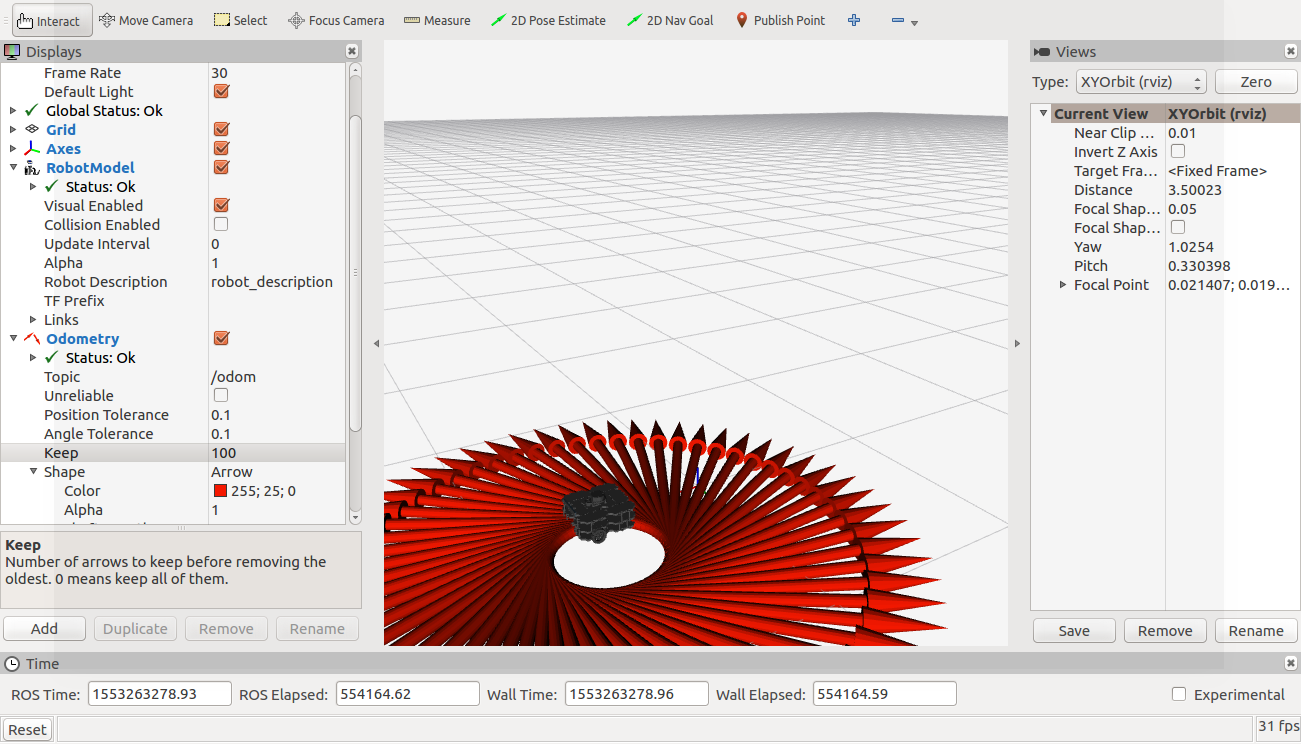 Interact Move Camera Select Focus Camera Measure 2D Pose Estimate 2D Nav Goal Publish Point
Displays
Frame Rate 30
Default Light
Global Status: Ok
Grid
Axes
RobotModel
Status: Ok
Visual Enabled
Collision Enabled
Update Interval 0
Alpha 1
Robot Description robot_description
TF Prefix
Links
Odometry
Status: Ok
Topic /odom
Unreliable
Position Tolerance 0.1
Angle Tolerance 0.1
Keep 100
Shape Arrow
Color 255; 25; 0
Alpha 1
Keep
Number of arrows to keep before removing the
oldest. 0 means keep all of them.
Add Duplicate Remove Rename
Views
Type: XYOrbit (rviz) Zero
Current View XYOrbit (rviz)
Near Clip ... 0.01
Invert Z Axis
Target Fra... <Fixed Frame>
Distance 3.50023
Focal Shap... 0.05
Focal Shap...
Yaw 1.0254
Pitch 0.330398
Focal Point 0.021407; 0.019...
Save Remove Rename
Time
ROS Time: 1553263278.93 ROS Elapsed: 554164.62 Wall Time: 1553263278.96 Wall Elapsed: 554164.59 Experimental
Reset 31 fps